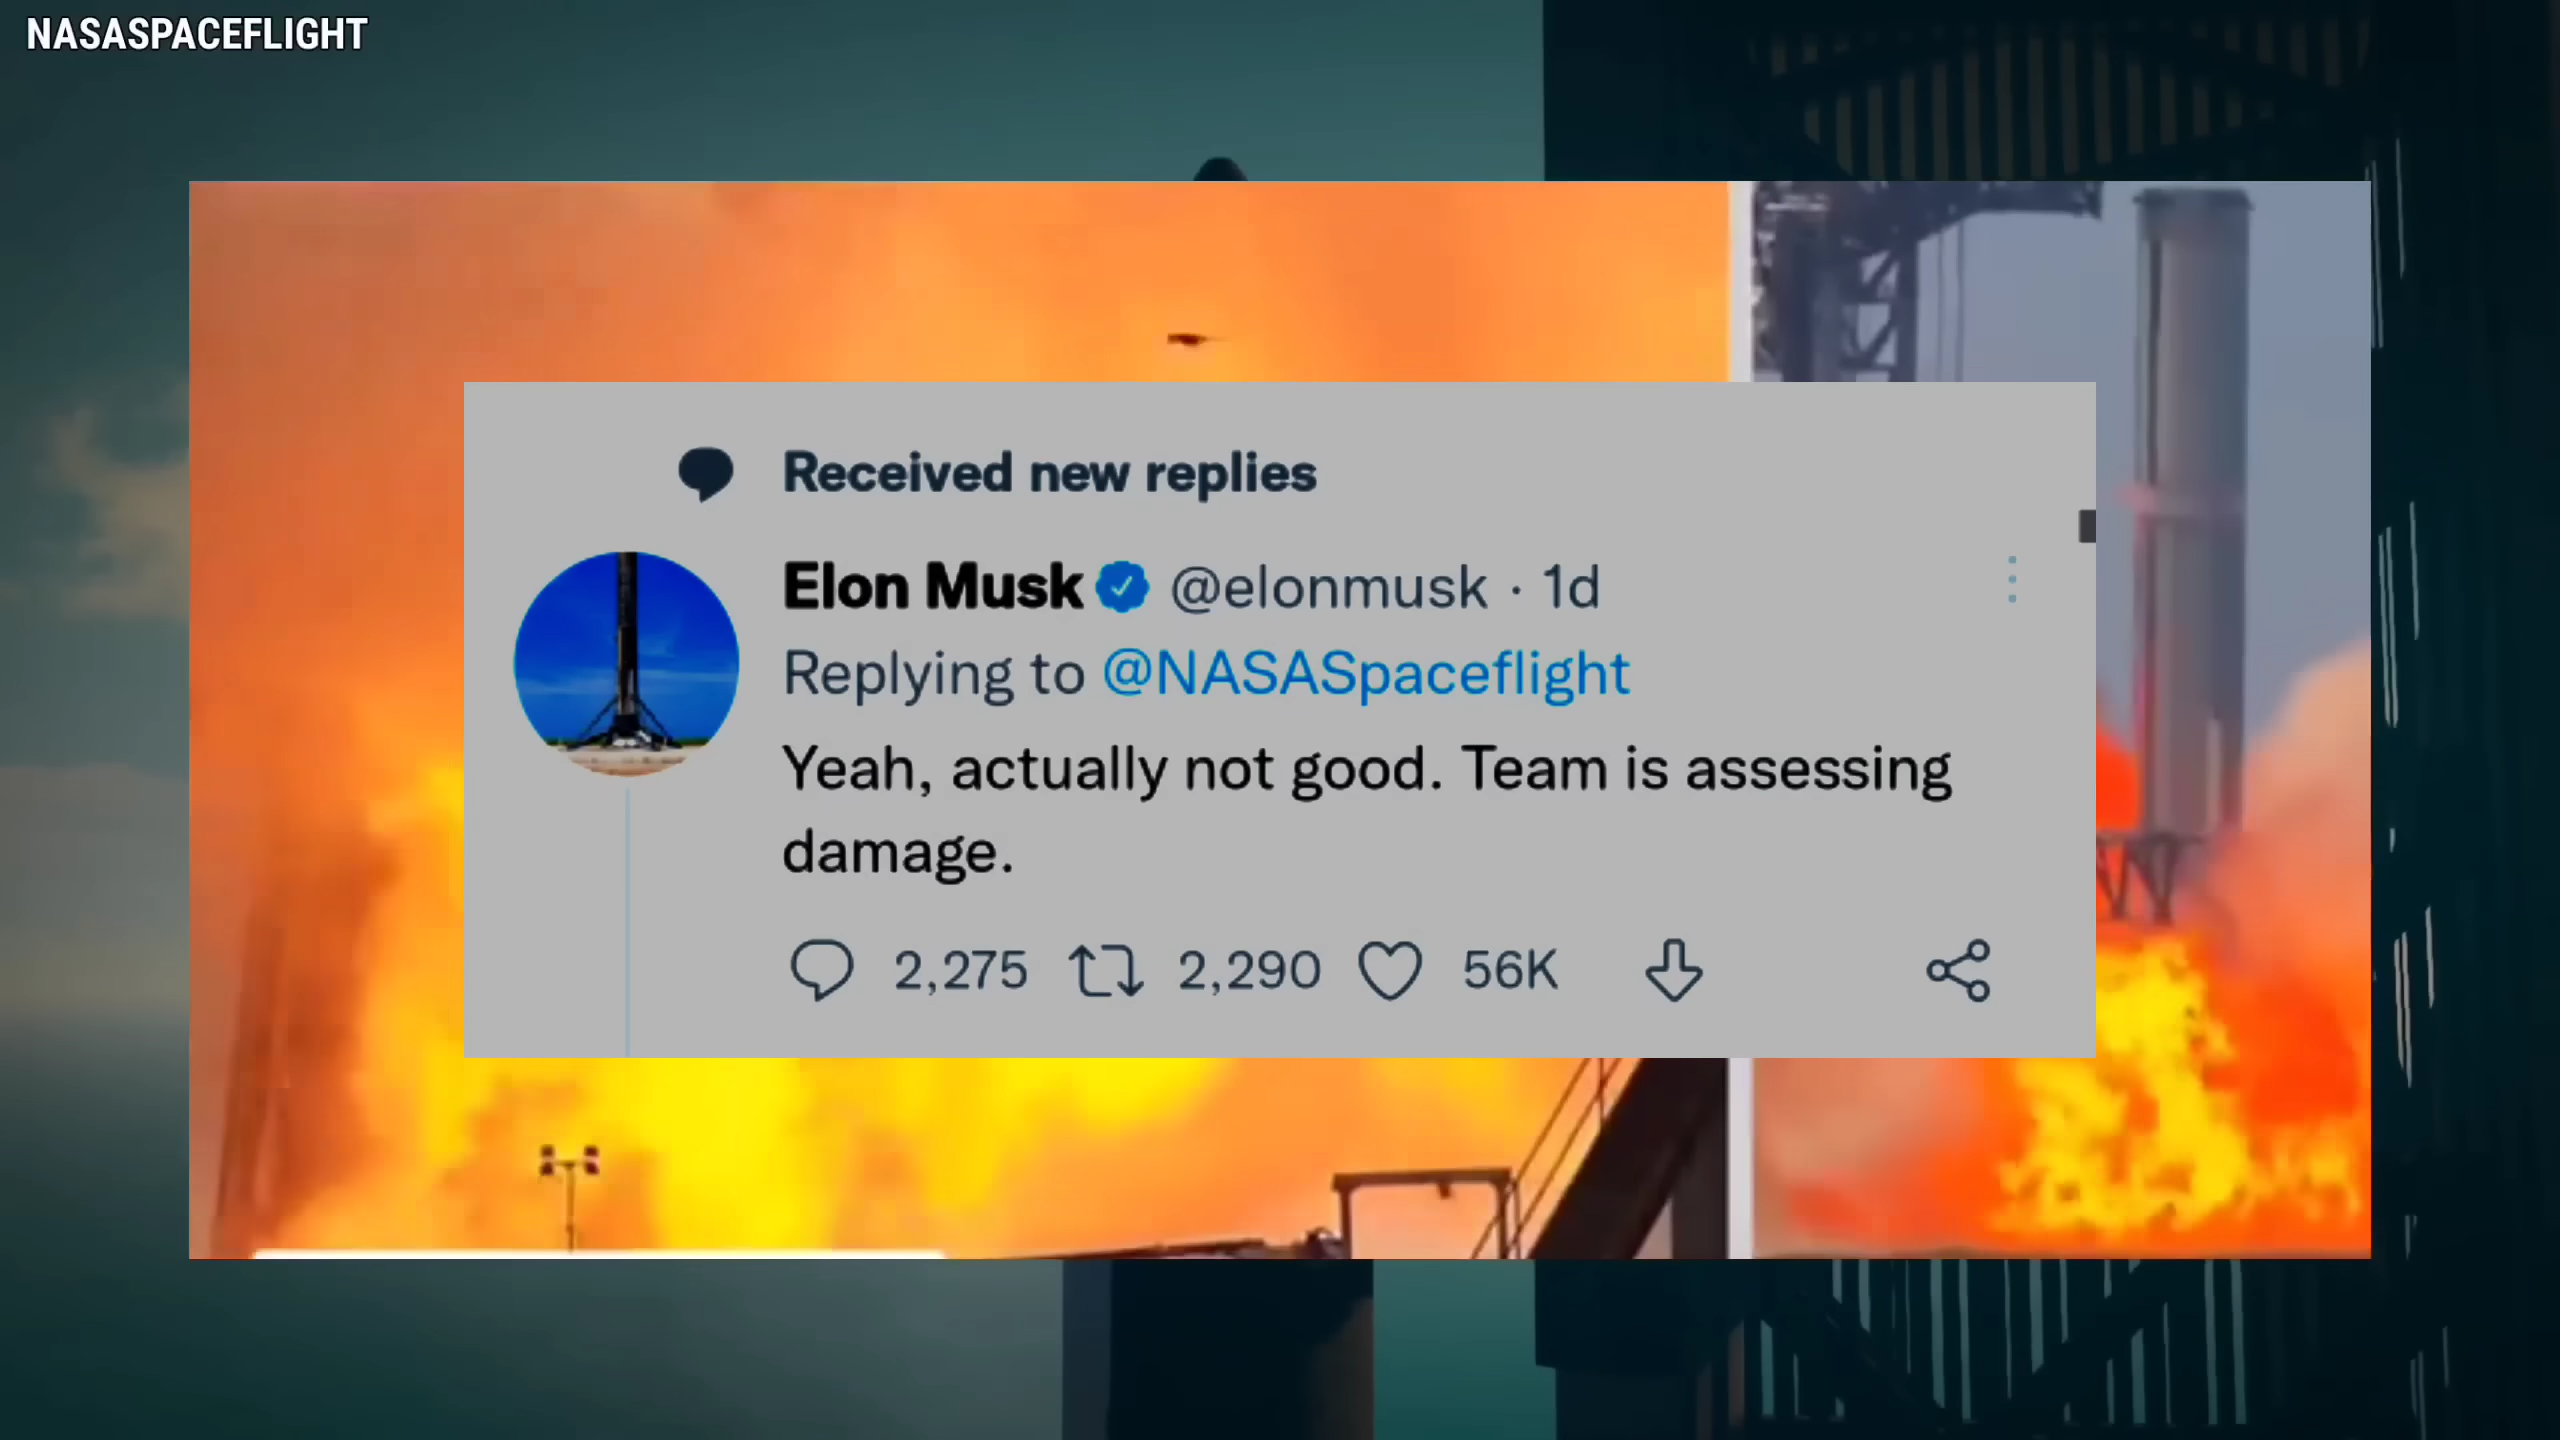 NASASPACEFLIGHT
Received new replies
Elon Musk @elonmusk · 1d
Replying to @NASASpaceflight
Yeah, actually not good. Team is assessing
damage.
2,275 2,290 56K